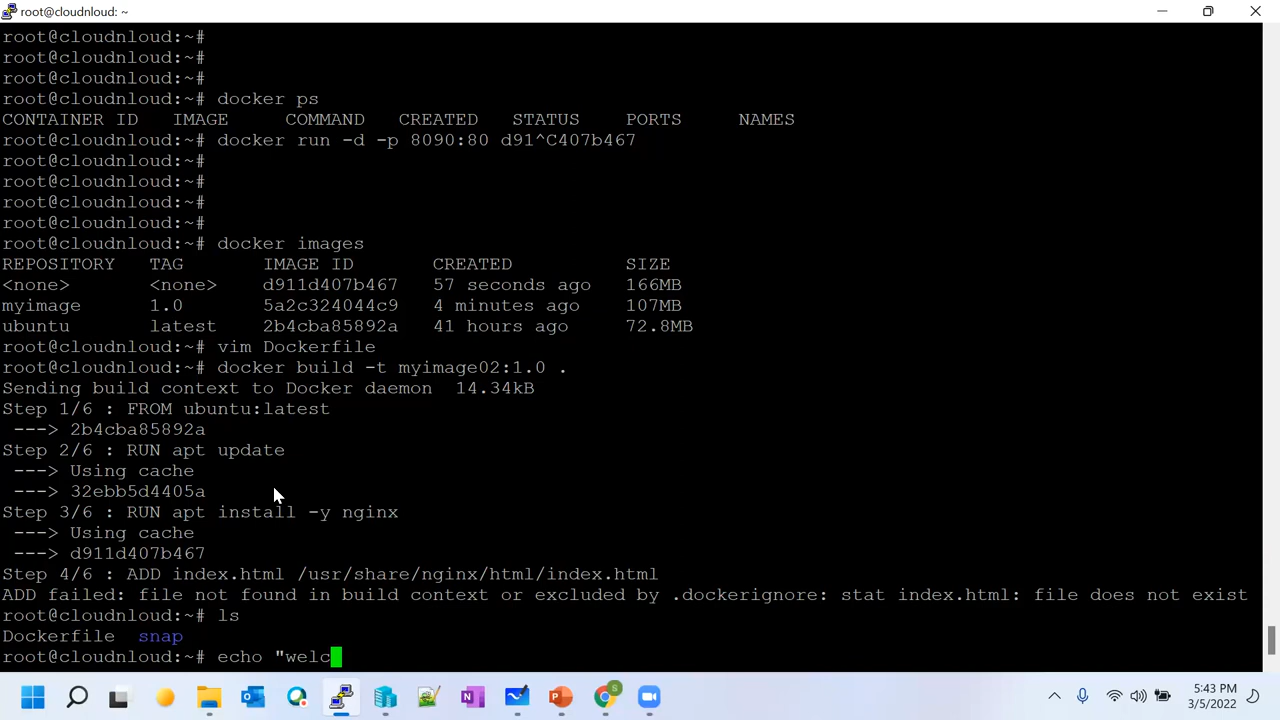 root@cloudnloud: ~
root@cloudnloud:~#
root@cloudnloud:~#
root@cloudnloud:~#
root@cloudnloud:~# docker ps
CONTAINER ID   IMAGE     COMMAND   CREATED   STATUS    PORTS     NAMES
root@cloudnloud:~# docker run -d -p 8090:80 d91^C407b467
root@cloudnloud:~#
root@cloudnloud:~#
root@cloudnloud:~#
root@cloudnloud:~#
root@cloudnloud:~# docker images
REPOSITORY   TAG       IMAGE ID       CREATED          SIZE
<none>       <none>    d911d407b467   57 seconds ago   166MB
myimage      1.0       5a2c324044c9   4 minutes ago    107MB
ubuntu       latest    2b4cba85892a   41 hours ago     72.8MB
root@cloudnloud:~# vim Dockerfile
root@cloudnloud:~# docker build -t myimage02:1.0 .
Sending build context to Docker daemon  14.34kB
Step 1/6 : FROM ubuntu:latest
 ---> 2b4cba85892a
Step 2/6 : RUN apt update
 ---> Using cache
 ---> 32ebb5d4405a
Step 3/6 : RUN apt install -y nginx
 ---> Using cache
 ---> d911d407b467
Step 4/6 : ADD index.html /usr/share/nginx/html/index.html
ADD failed: file not found in build context or excluded by .dockerignore: stat index.html: file does not exist
root@cloudnloud:~# ls
Dockerfile  snap
root@cloudnloud:~# echo "welc
5:43 PM
3/5/2022